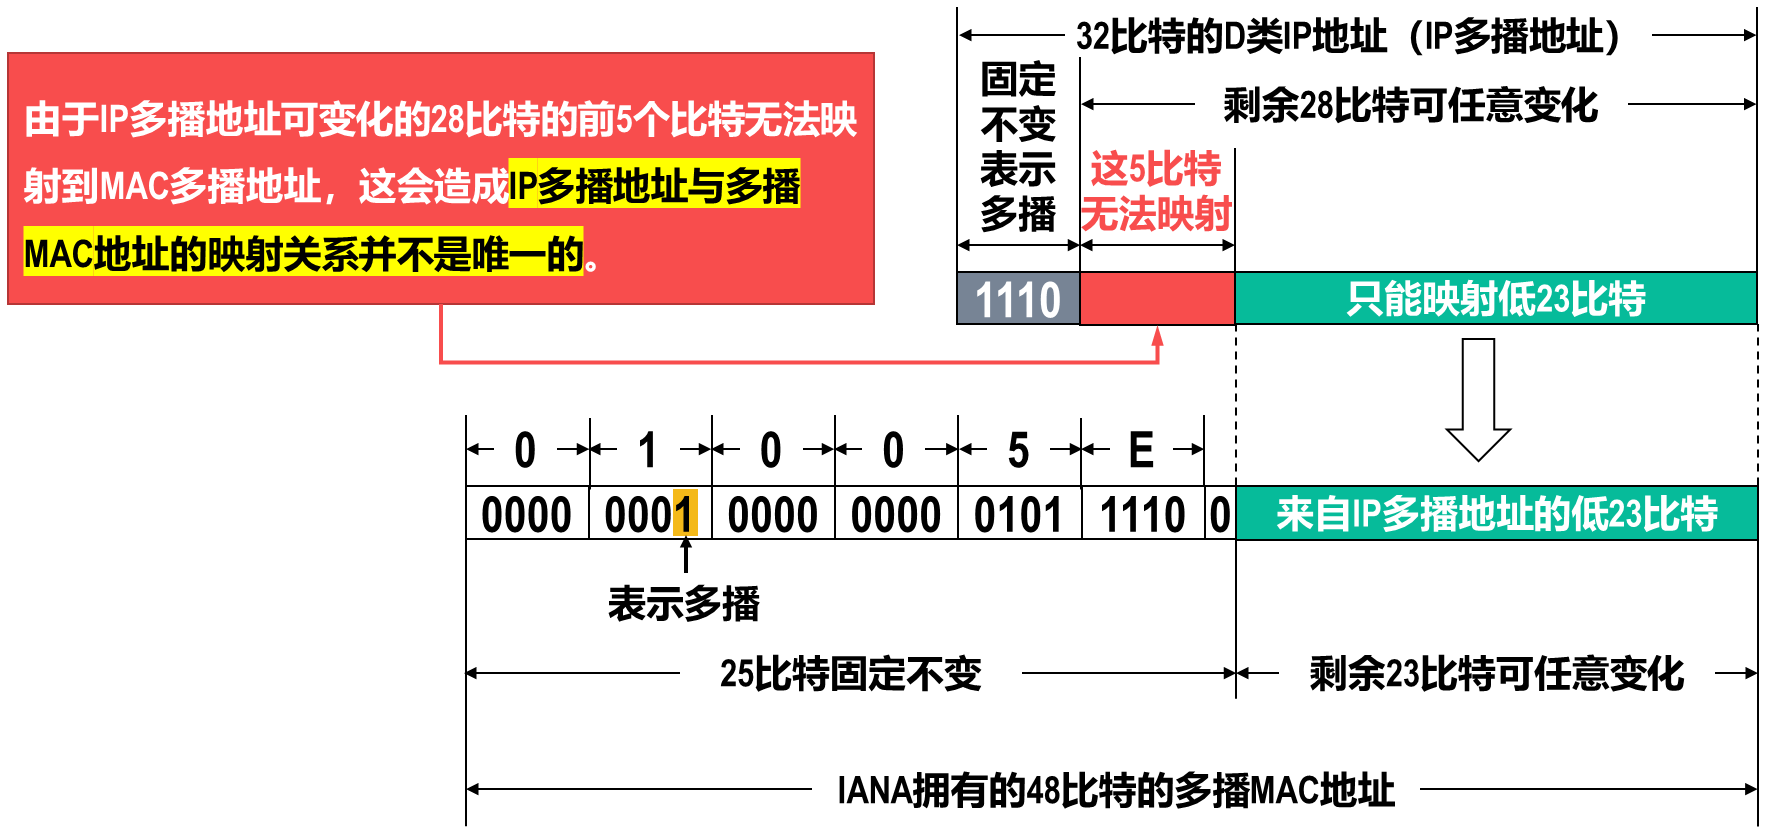 32比特的D类IP地址（IP多播地址）
固定
不变
表示
多播
剩余28比特可任意变化
由于IP多播地址可变化的28比特的前5个比特无法映
射到MAC多播地址，这会造成IP多播地址与多播
MAC地址的映射关系并不是唯一的。
这5比特
无法映射
1110
只能映射低23比特
0 1 0 0 5 E
0000 0001 0000 0000 0101 1110 0 来自IP多播地址的低23比特
表示多播
25比特固定不变
剩余23比特可任意变化
IANA拥有的48比特的多播MAC地址